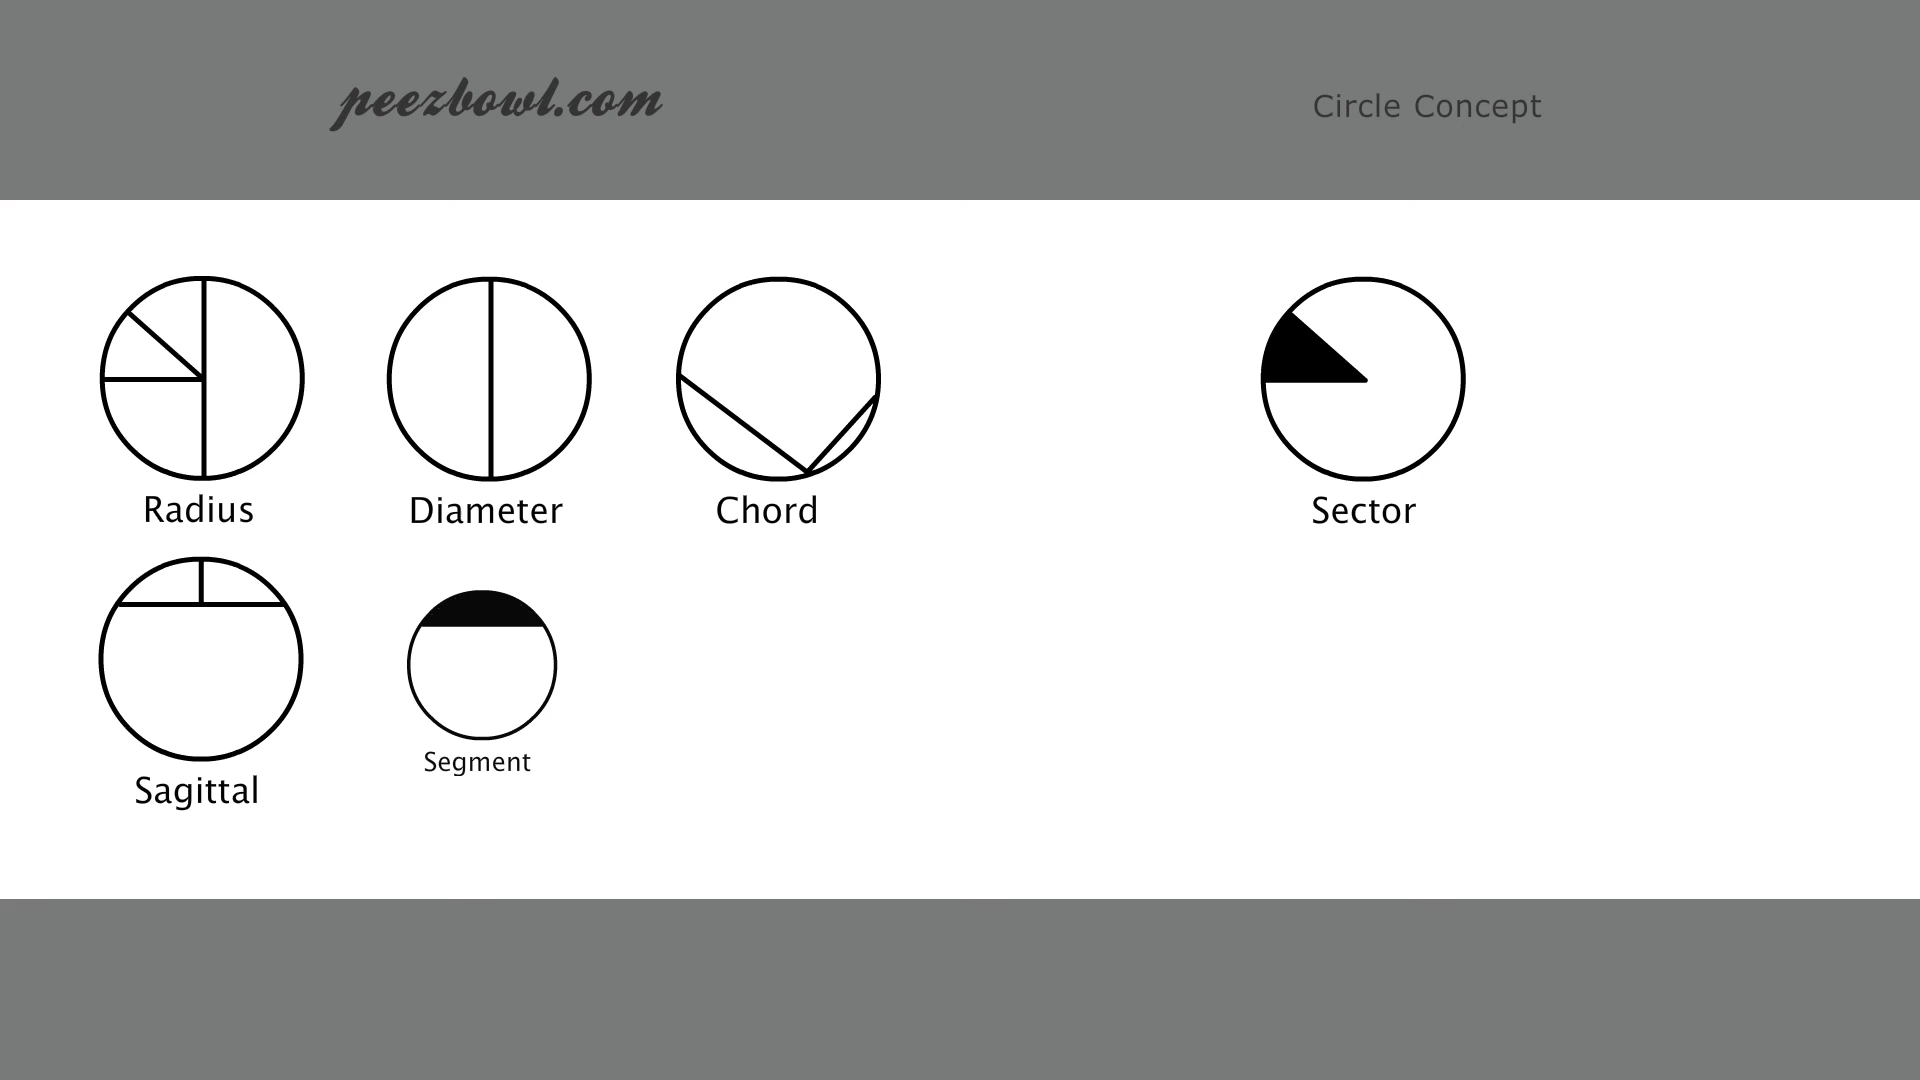 peezbowl.com
Circle Concept
Radius
Diameter
Chord
Sector
Sagittal
Segment